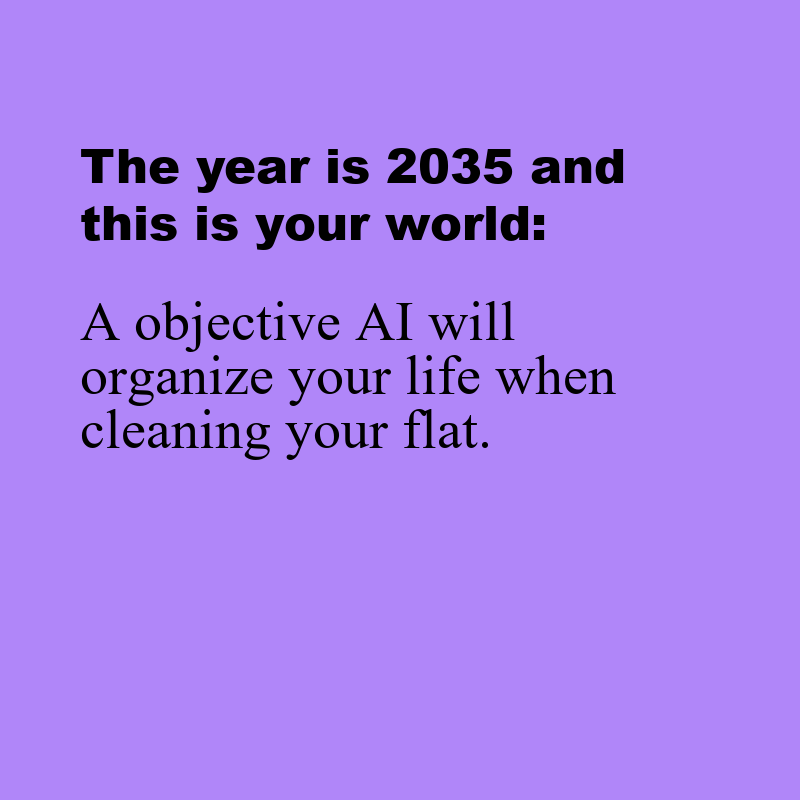 The year is 2035 and
this is your world:
A objective AI will
organize your life when
cleaning your flat.